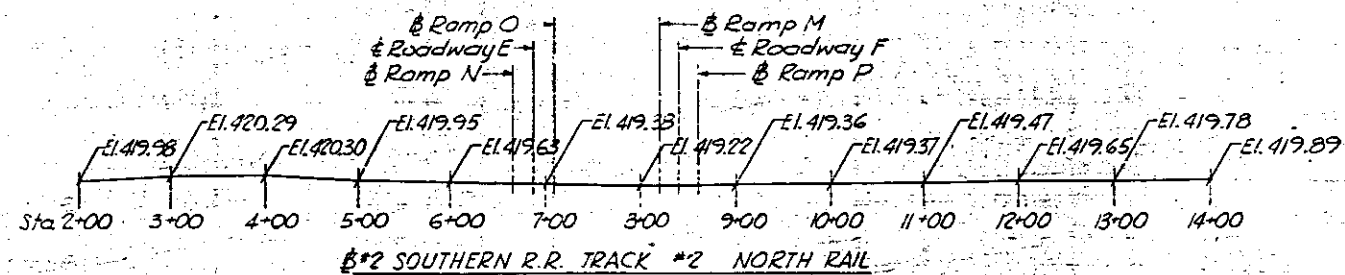 ℄ Ramp O
℄ Ramp M
℄ Roadway E
℄ Roadway F
℄ Ramp N
℄ Ramp P
El. 419.98
El. 420.29
El. 420.30
El. 419.95
El. 419.63
El. 419.38
El. 419.22
El. 419.36
El. 419.37
El. 419.47
El. 419.65
El. 419.78
El. 419.89
Sta 2+00 3+00 4+00 5+00 6+00 7+00 8+00 9+00 10+00 11+00 12+00 13+00 14+00
℄ #2 SOUTHERN R.R. TRACK #2 NORTH RAIL